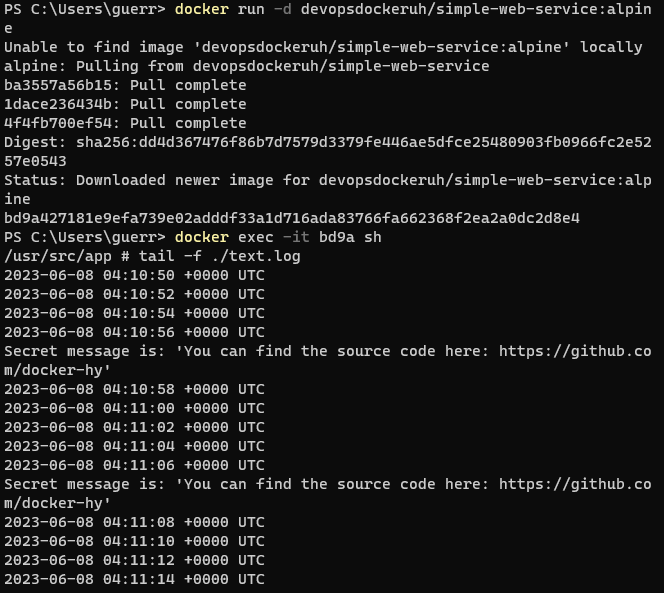 PS C:\Users\guerr> docker run -d devopsdockeruh/simple-web-service:alpin
e
Unable to find image 'devopsdockeruh/simple-web-service:alpine' locally
alpine: Pulling from devopsdockeruh/simple-web-service
ba3557a56b15: Pull complete
1dace236434b: Pull complete
4f4fb700ef54: Pull complete
Digest: sha256:dd4d367476f86b7d7579d3379fe446ae5dfce25480903fb0966fc2e52
57e0543
Status: Downloaded newer image for devopsdockeruh/simple-web-service:alp
ine
bd9a427181e9efa739e02adddf33a1d716ada83766fa662368f2ea2a0dc2d8e4
PS C:\Users\guerr> docker exec -it bd9a sh
/usr/src/app # tail -f ./text.log
2023-06-08 04:10:50 +0000 UTC
2023-06-08 04:10:52 +0000 UTC
2023-06-08 04:10:54 +0000 UTC
2023-06-08 04:10:56 +0000 UTC
Secret message is: 'You can find the source code here: https://github.co
m/docker-hy'
2023-06-08 04:10:58 +0000 UTC
2023-06-08 04:11:00 +0000 UTC
2023-06-08 04:11:02 +0000 UTC
2023-06-08 04:11:04 +0000 UTC
2023-06-08 04:11:06 +0000 UTC
Secret message is: 'You can find the source code here: https://github.co
m/docker-hy'
2023-06-08 04:11:08 +0000 UTC
2023-06-08 04:11:10 +0000 UTC
2023-06-08 04:11:12 +0000 UTC
2023-06-08 04:11:14 +0000 UTC